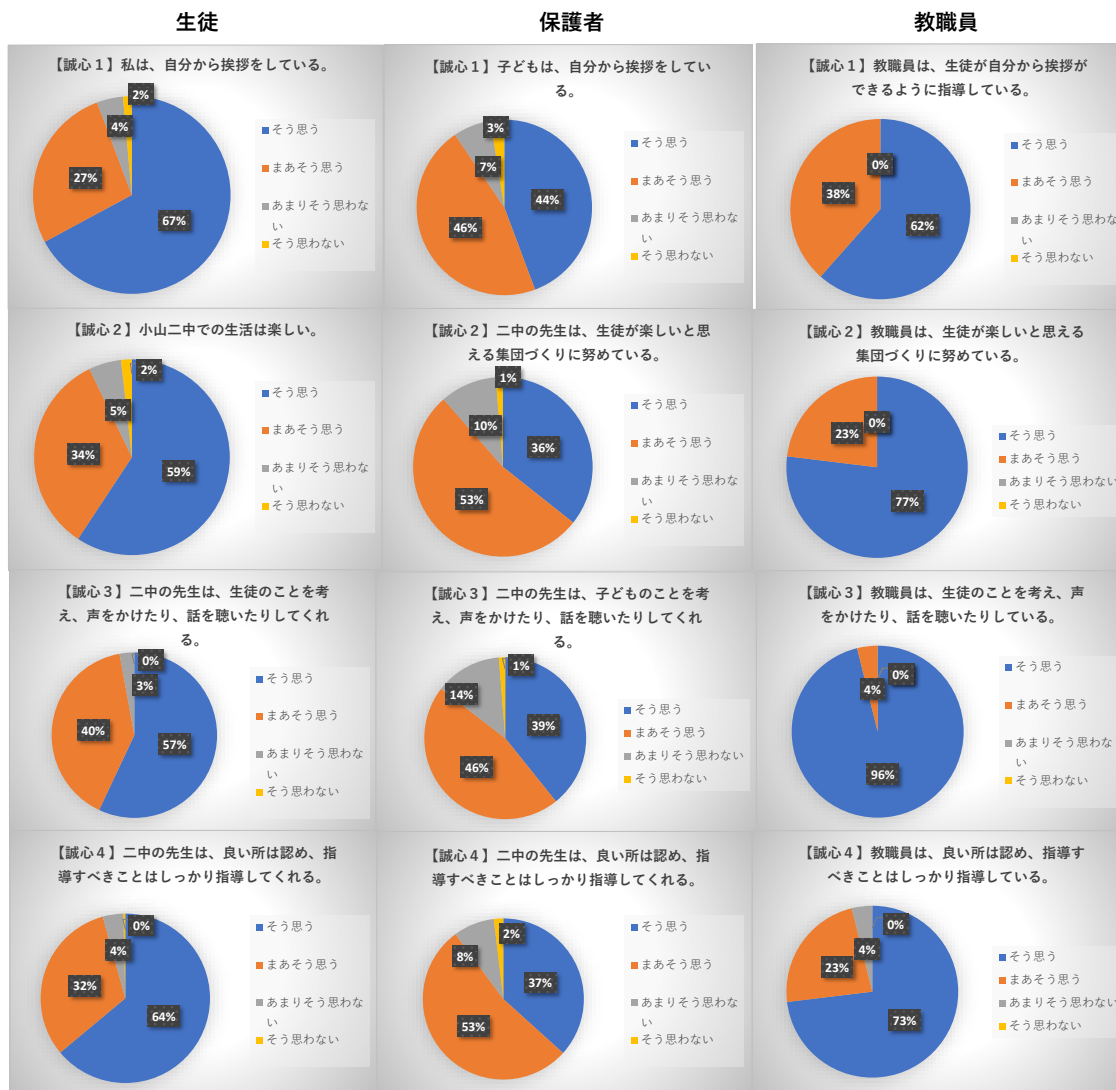 生徒
保護者
教職員
【誠心１】私は、自分から挨拶をしている。
2%
4%
27%
67%
そう思う
まあそう思う
あまりそう思わな
い
そう思わない
【誠心１】子どもは、自分から挨拶をしてい
る。
3%
7%
44%
46%
そう思う
まあそう思う
あまりそう思わな
い
そう思わない
【誠心１】教職員は、生徒が自分から挨拶が
できるように指導している。
0%
38%
62%
そう思う
まあそう思う
あまりそう思わな
い
そう思わない
【誠心２】小山二中での生活は楽しい。
2%
5%
34%
59%
そう思う
まあそう思う
あまりそう思わな
い
そう思わない
【誠心２】二中の先生は、生徒が楽しいと思
える集団づくりに努めている。
1%
10%
36%
53%
そう思う
まあそう思う
あまりそう思わな
い
そう思わない
【誠心２】教職員は、生徒が楽しいと思える
集団づくりに努めている。
0%
23%
77%
そう思う
まあそう思う
あまりそう思わない
そう思わない
【誠心３】二中の先生は、生徒のことを考
え、声をかけたり、話を聴いたりしてくれ
る。
0%
3%
40%
57%
そう思う
まあそう思う
あまりそう思わな
い
そう思わない
【誠心３】二中の先生は、子どものことを考
え、声をかけたり、話を聴いたりしてくれ
る。
1%
14%
39%
46%
そう思う
まあそう思う
あまりそう思わない
そう思わない
【誠心３】教職員は、生徒のことを考え、声
をかけたり、話を聴いたりしている。
0%
4%
96%
そう思う
まあそう思う
あまりそう思わな
い
そう思わない
【誠心４】二中の先生は、良い所は認め、指
導すべきことはしっかり指導してくれる。
0%
4%
32%
64%
そう思う
まあそう思う
あまりそう思わな
い
そう思わない
【誠心４】二中の先生は、良い所は認め、指
導すべきことはしっかり指導してくれる。
2%
8%
37%
53%
そう思う
まあそう思う
あまりそう思わな
い
そう思わない
【誠心４】教職員は、良い所は認め、指導す
べきことはしっかり指導している。
0%
4%
23%
73%
そう思う
まあそう思う
あまりそう思わない
そう思わない